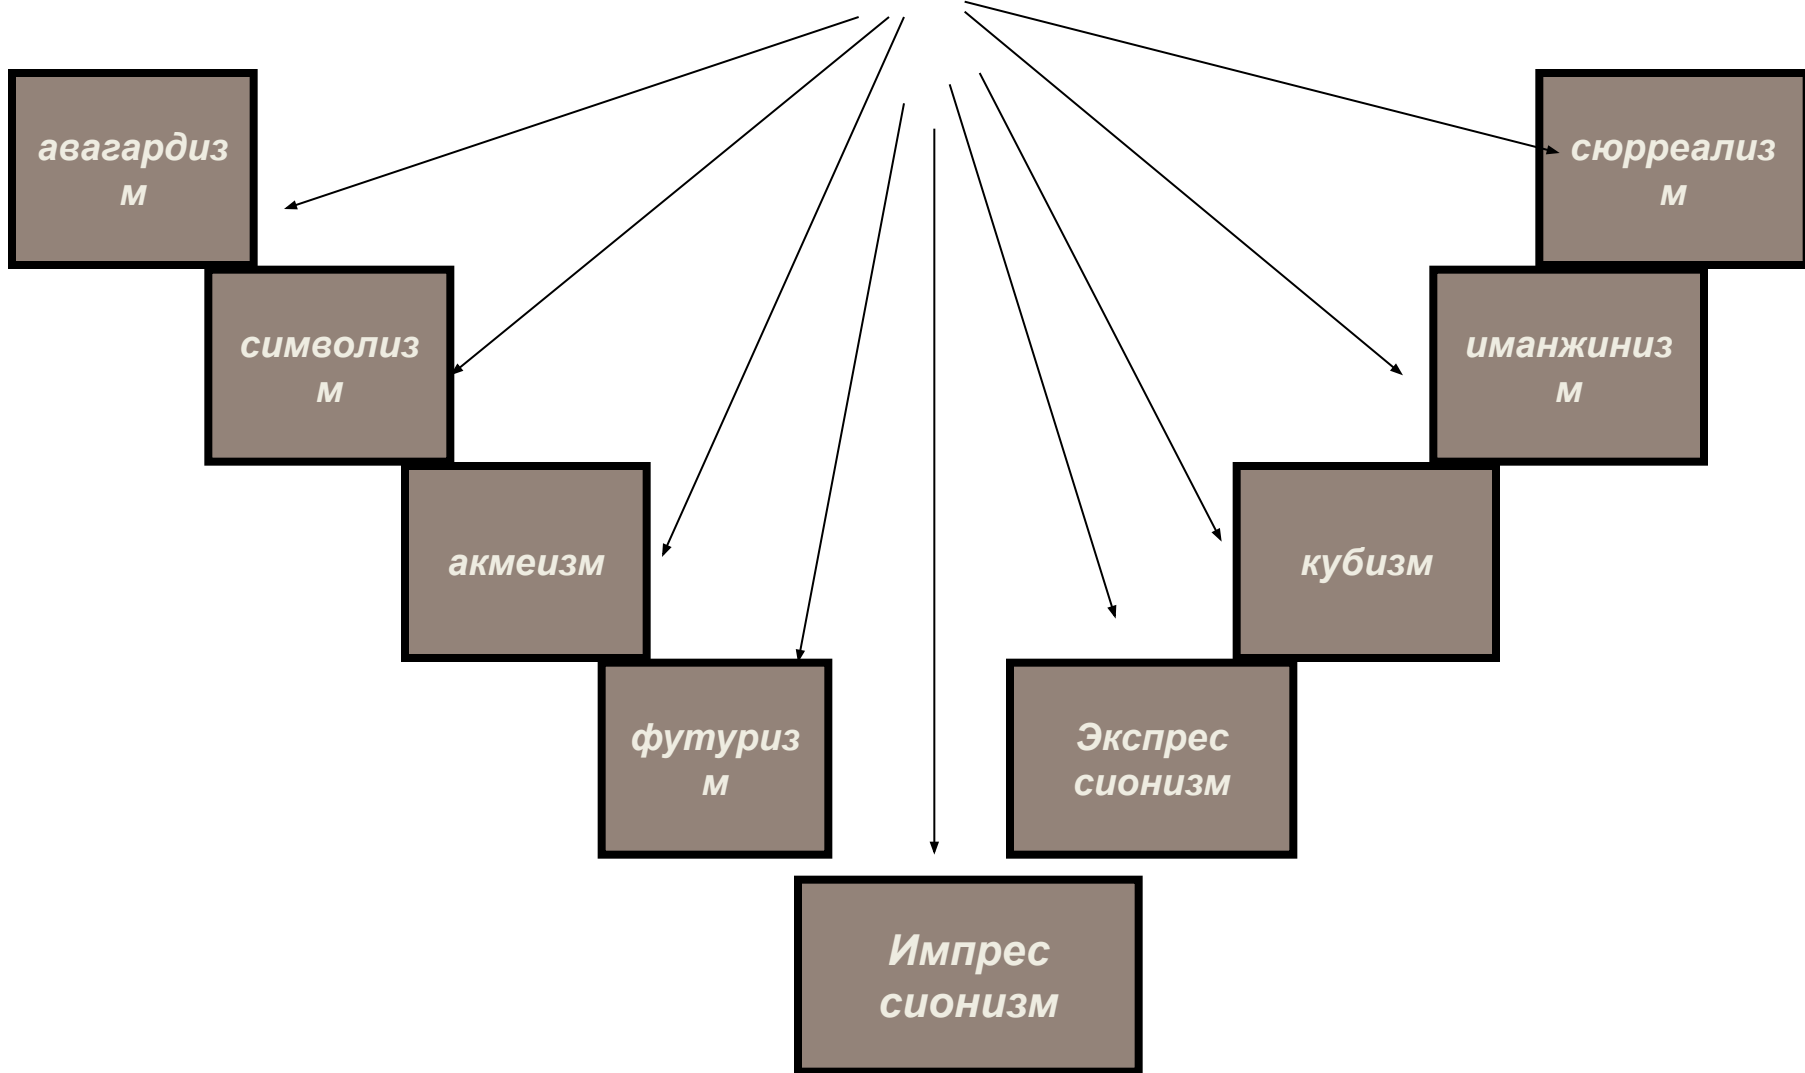 авагардиз
м
сюрреализ
м
символиз
м
иманжиниз
м
акмеизм
кубизм
футуриз
м
Экспрес
сионизм
Импрес
сионизм